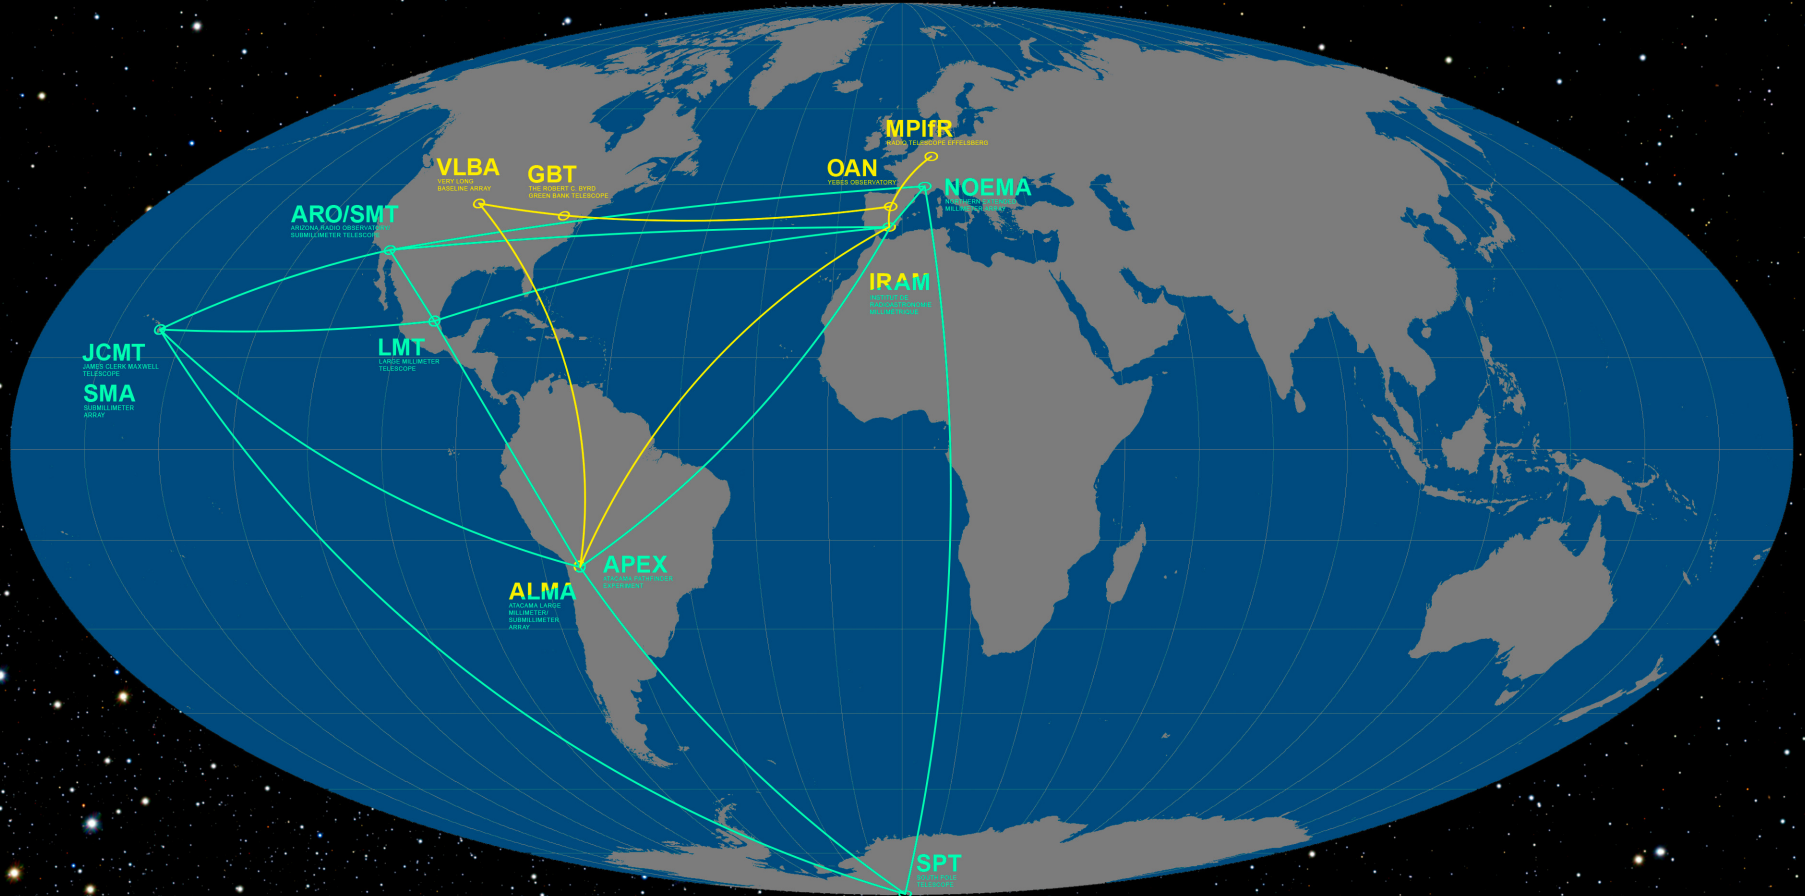 MPIfR
RADIO TELESCOPE EFFELSBERG
VLBA
VERY LONG
BASELINE ARRAY
GBT
THE ROBERT C. BYRD
GREEN BANK TELESCOPE
OAN
YEBES OBSERVATORY
NOEMA
NORTHERN EXTENDED
MILLIMETER ARRAY
ARO/SMT
ARIZONA RADIO OBSERVATORY/
SUBMILLIMETER TELESCOPE
IRAM
INSTITUT DE
RADIOASTRONOMIE
MILLIMETRIQUE
JCMT
JAMES CLERK MAXWELL
TELESCOPE
SMA
SUBMILLIMETER
ARRAY
LMT
LARGE MILLIMETER
TELESCOPE
APEX
ATACAMA PATHFINDER
EXPERIMENT
ALMA
ATACAMA LARGE
MILLIMETER/
SUBMILLIMETER
ARRAY
SPT
SOUTH POLE
TELESCOPE